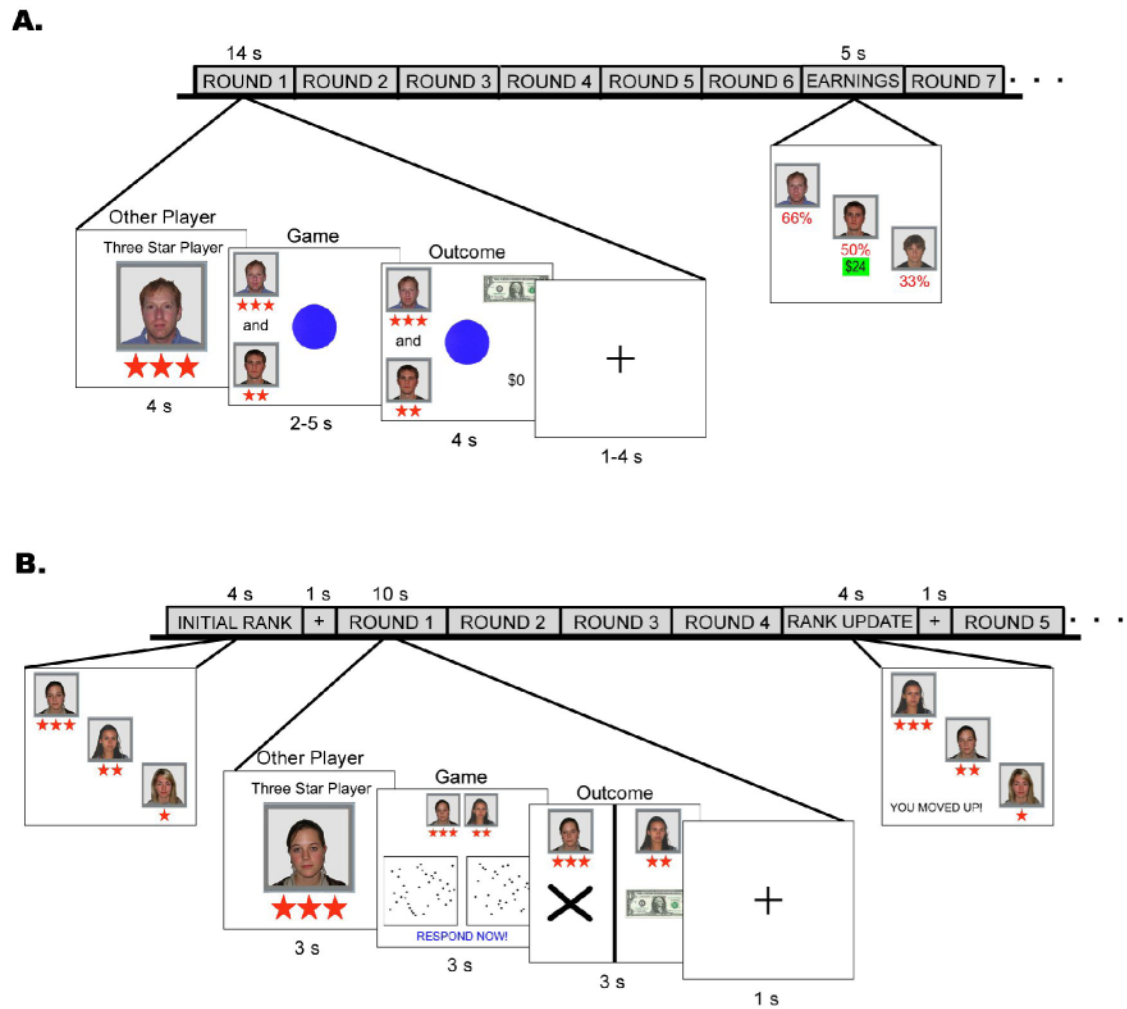 A.
14 s
5 s
ROUND 1 ROUND 2 ROUND 3 ROUND 4 ROUND 5 ROUND 6 EARNINGS ROUND 7 . . .
Other Player
Three Star Player
4 s
Game
and
2-5 s
Outcome
and
$0
4 s
+
1-4 s
66%
50%
$24
33%
B.
4 s
1 s
10 s
4 s
1 s
INITIAL RANK + ROUND 1 ROUND 2 ROUND 3 ROUND 4 RANK UPDATE + ROUND 5 . . .
Other Player
Three Star Player
3 s
Game
RESPOND NOW!
3 s
Outcome
3 s
+
1 s
YOU MOVED UP!